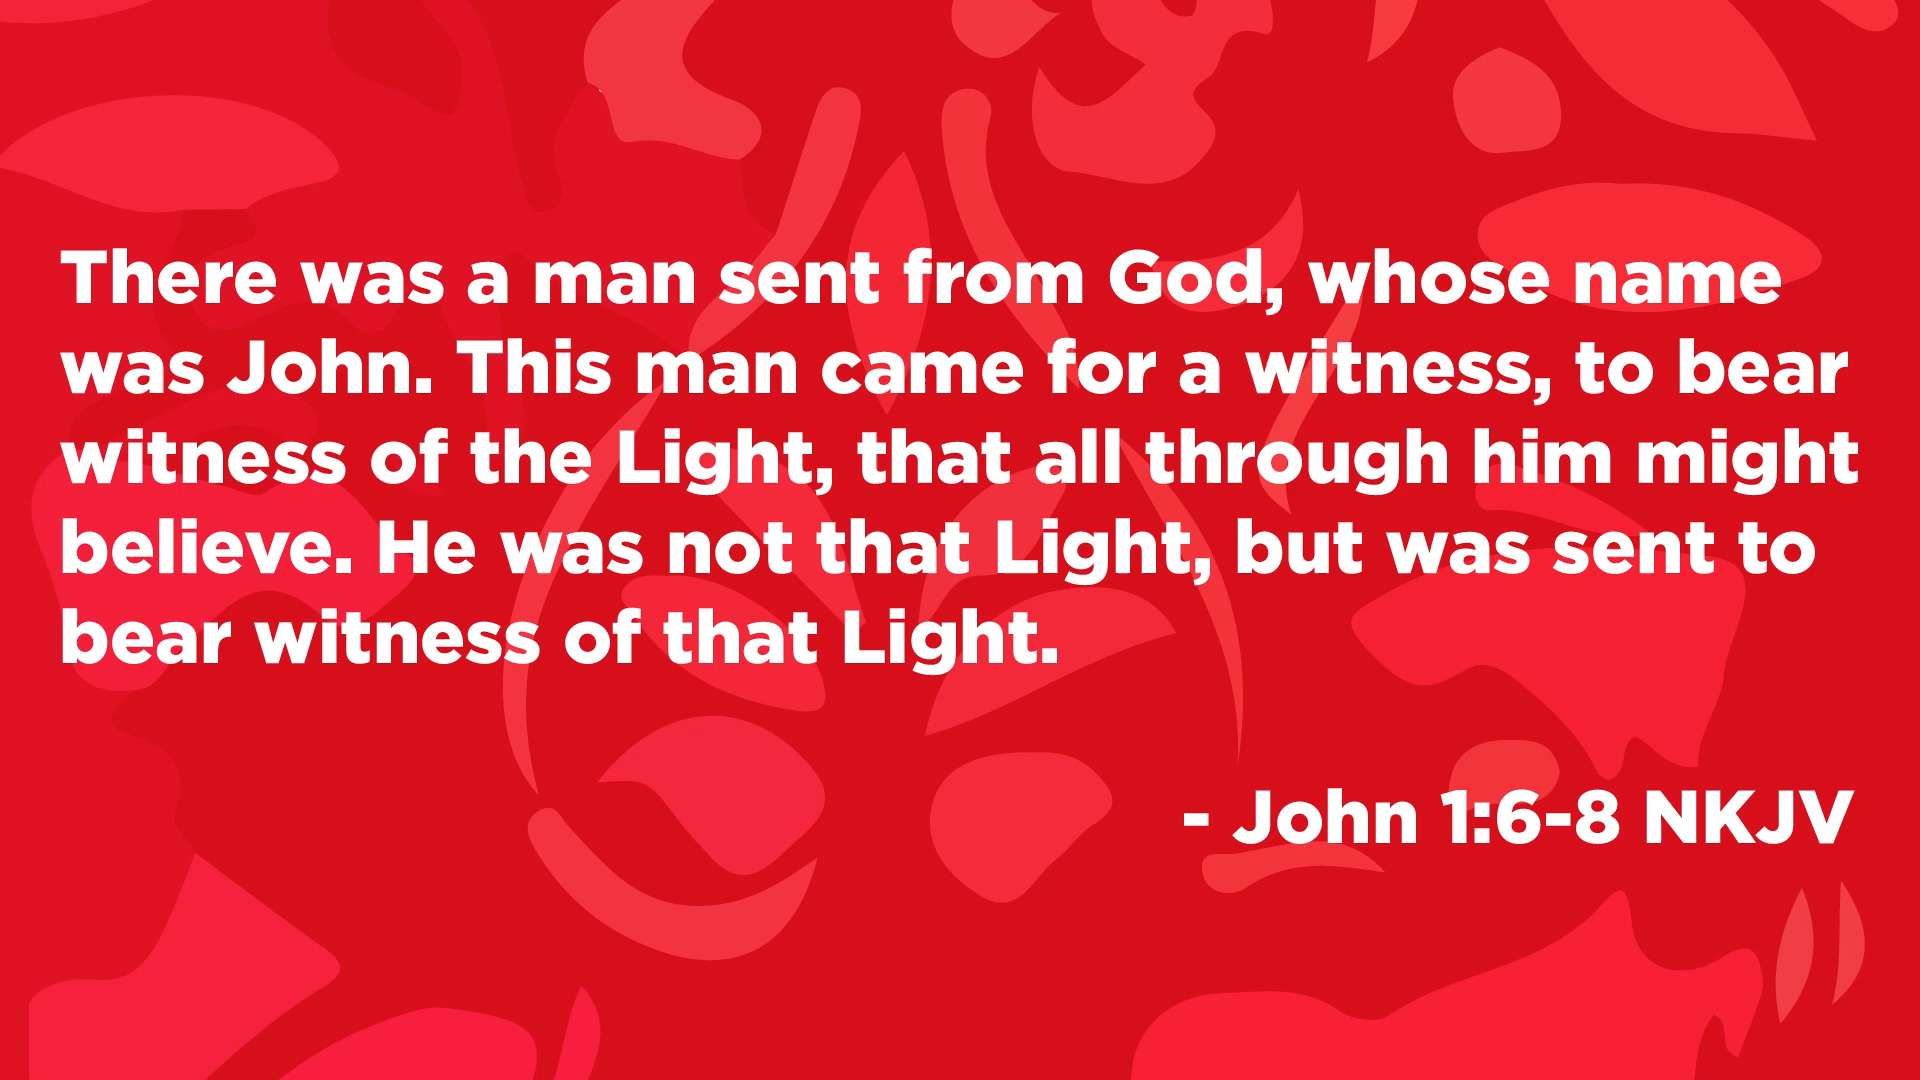 There was a man sent from God, whose name
was John. This man came for a witness, to bear
witness of the Light, that all through him might
believe. He was not that Light, but was sent to
bear witness of that Light.
- John 1:6-8 NKJV